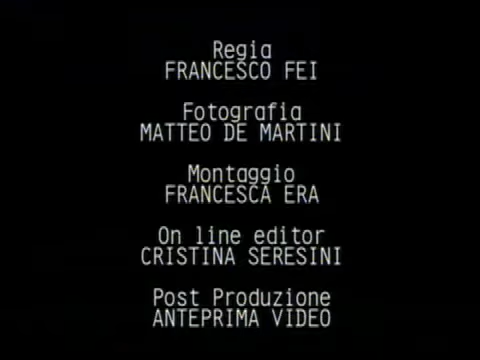 Regia
FRANCESCO FEI
Fotografia
MATTEO DE MARTINI
Montaggio
FRANCESCA ERA
On line editor
CRISTINA SERESINI
Post Produzione
ANTEPRIMA VIDEO